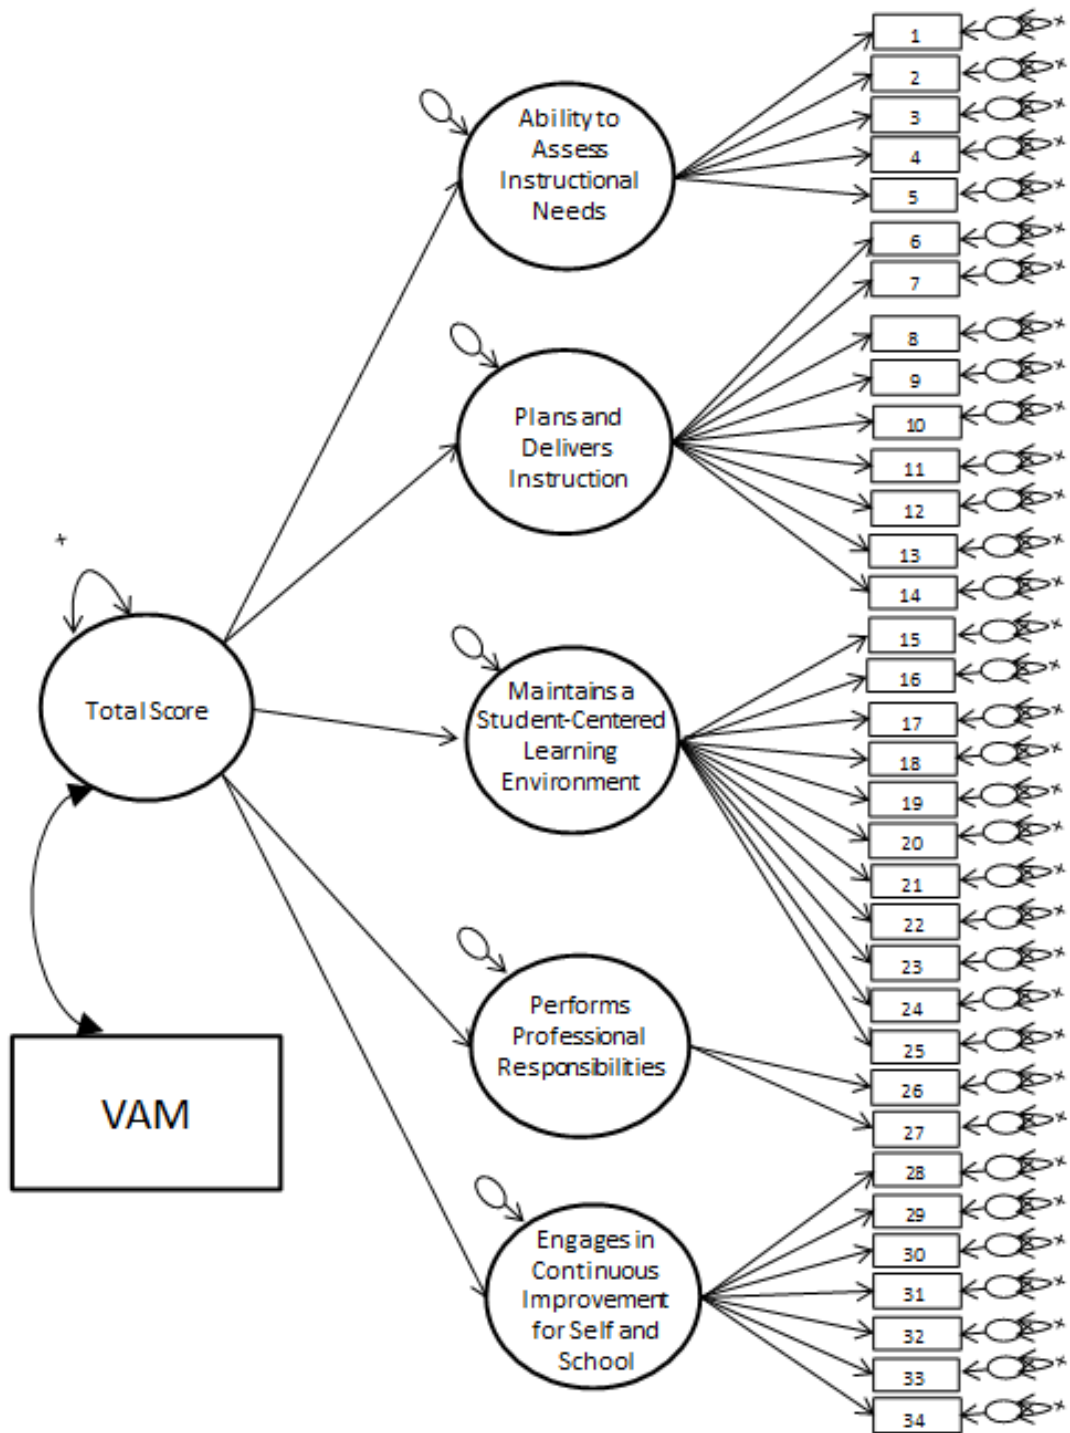 Ability to
Assess
Instructional
Needs
Plans and
Delivers
Instruction
Total Score
Maintains a
Student-Centered
Learning
Environment
Performs
Professional
Responsibilities
VAM
Engages in
Continuous
Improvement
for Self and
School
1
2
3
4
5
6
7
8
9
10
11
12
13
14
15
16
17
18
19
20
21
22
23
24
25
26
27
28
29
30
31
32
33
34